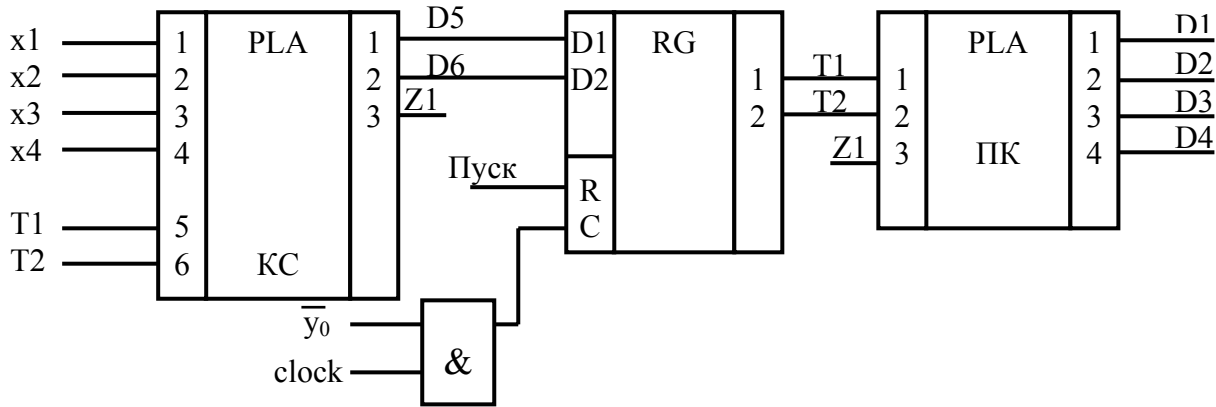 x1
x2
x3
x4
T1
T2
1
2
3
4
5
6
PLA
КС
1
2
3
D5
D6
Z1
D1
D2
R
C
RG
1
2
Пуск
y0
clock
&
T1
T2
Z1
1
2
3
PLA
ПК
1
2
3
4
D1
D2
D3
D4